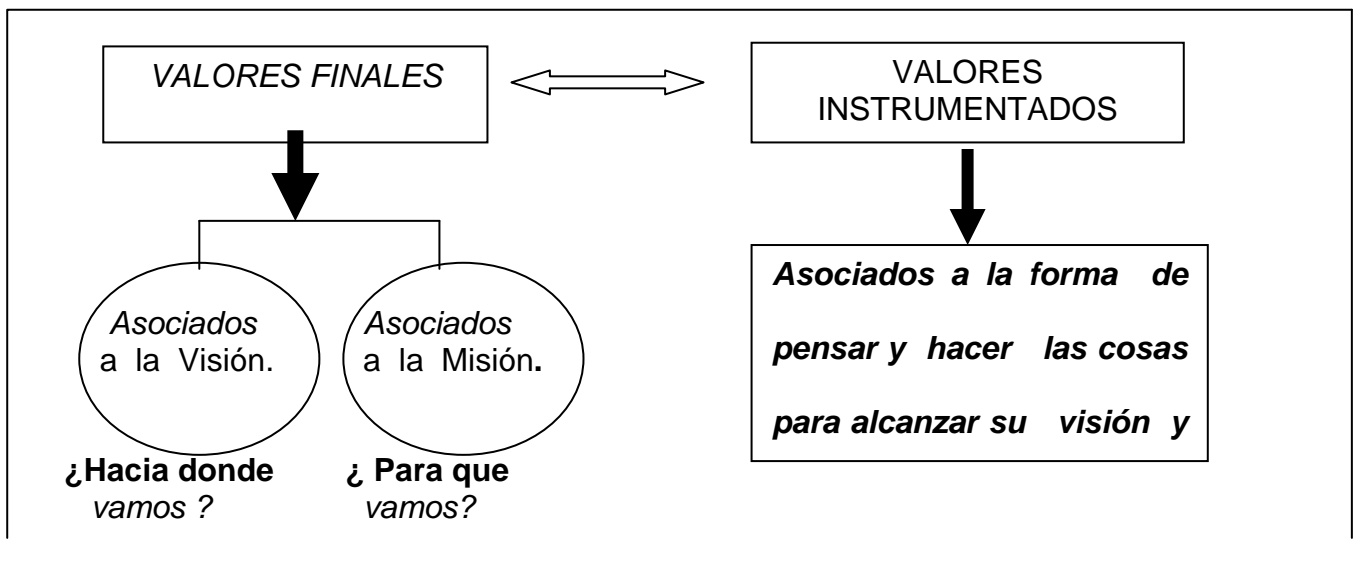 VALORES FINALES
VALORES
INSTRUMENTADOS
Asociados
a la Visión.
Asociados
a la Misión.
¿Hacia donde
vamos ?
¿ Para que
vamos?
Asociados a la forma de
pensar y hacer las cosas
para alcanzar su visión y